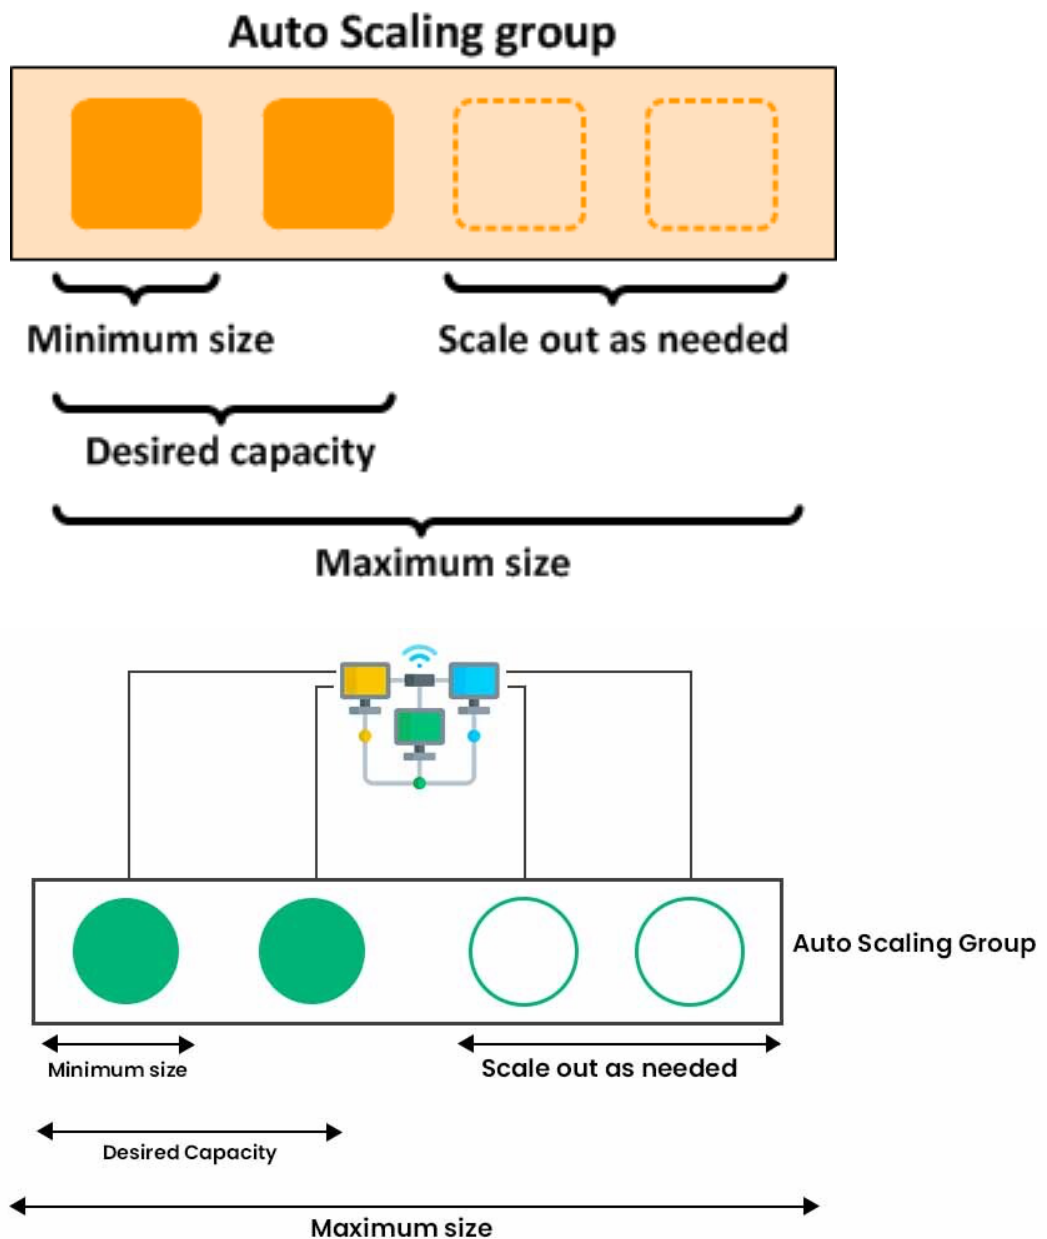 Auto Scaling group
Minimum size
Scale out as needed
Desired capacity
Maximum size
Auto Scaling Group
Minimum size
Scale out as needed
Desired Capacity
Maximum size